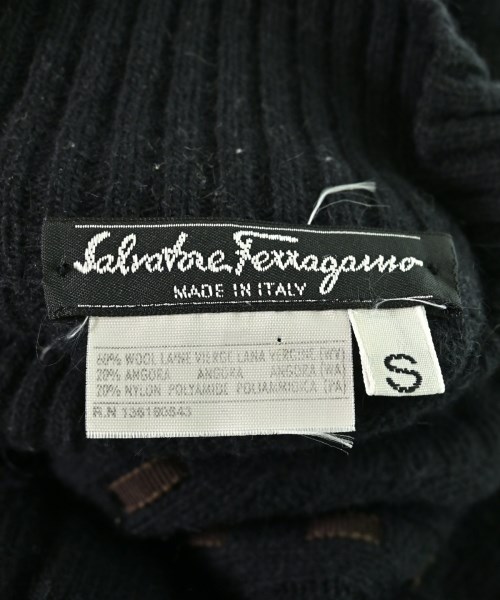 Salvatore Ferragamo
MADE IN ITALY
60% WOOL LAINE VIERGE LANA VERGINE (WV)
20% ANGORA ANGORA ANGORA (WA)
20% NYLON POLYAMIDE POLIAMMIDICA (PA)
R.N 136160643
S